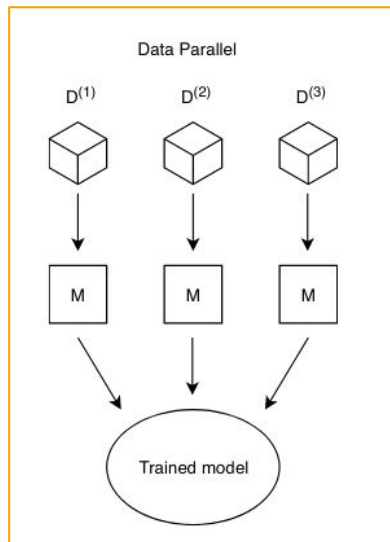 Data Parallel
D(1) D(2) D(3)
M M M
Trained model